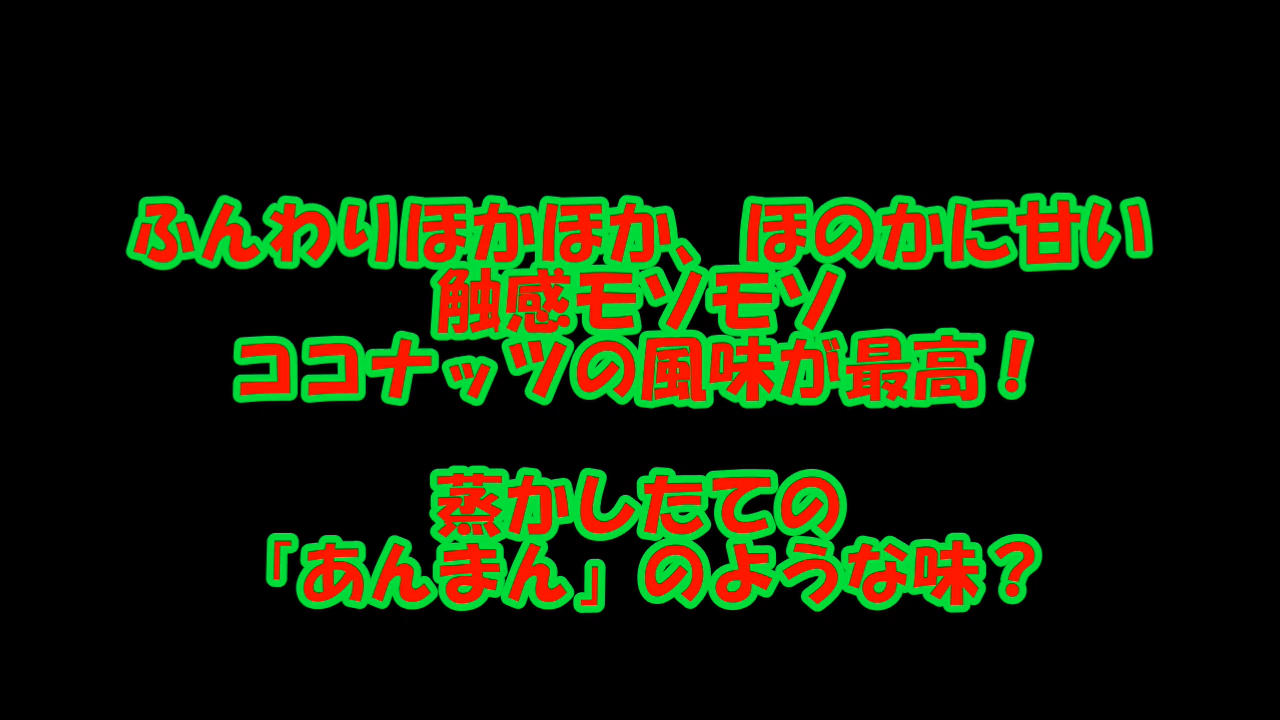 ふんわりほかほか、ほのかに甘い
触感モソモソ
ココナッツの風味が最高！
蒸かしたての
「あんまん」のような味？